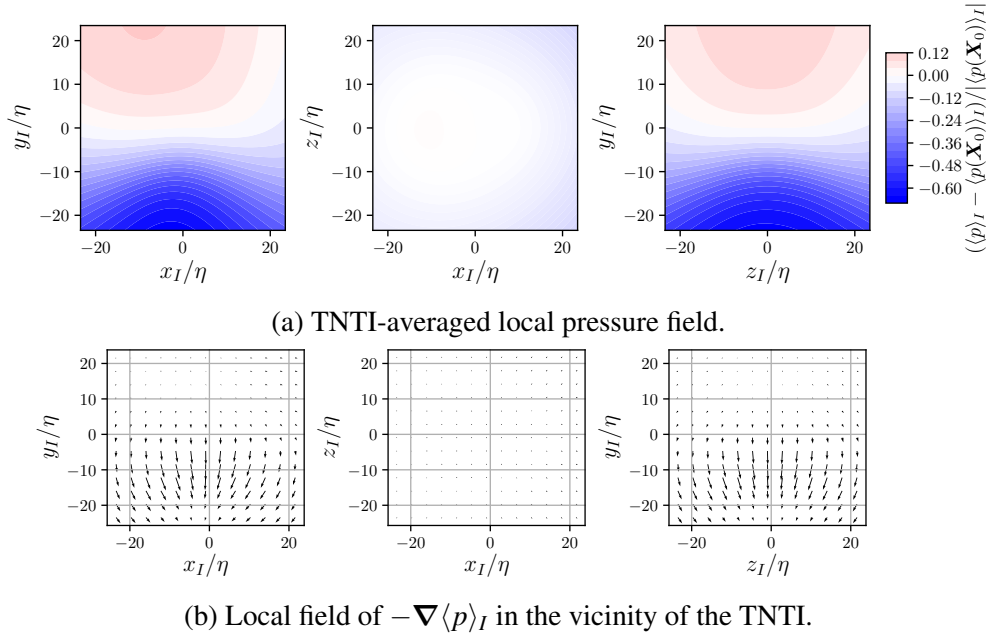 20
10
0
−10
−20
y_I/η
−20 0 20
x_I/η
20
10
0
−10
−20
z_I/η
−20 0 20
x_I/η
20
10
0
−10
−20
y_I/η
−20 0 20
z_I/η
0.12
0.00
−0.12
−0.24
−0.36
−0.48
−0.60
(⟨p⟩_I − ⟨p(X_0)⟩_I)/|⟨p(X_0)⟩_I|
(a) TNTI-averaged local pressure field.
20
10
0
−10
−20
y_I/η
−20 0 20
x_I/η
20
10
0
−10
−20
z_I/η
−20 0 20
x_I/η
20
10
0
−10
−20
y_I/η
−20 0 20
z_I/η
(b) Local field of −∇⟨p⟩_I in the vicinity of the TNTI.